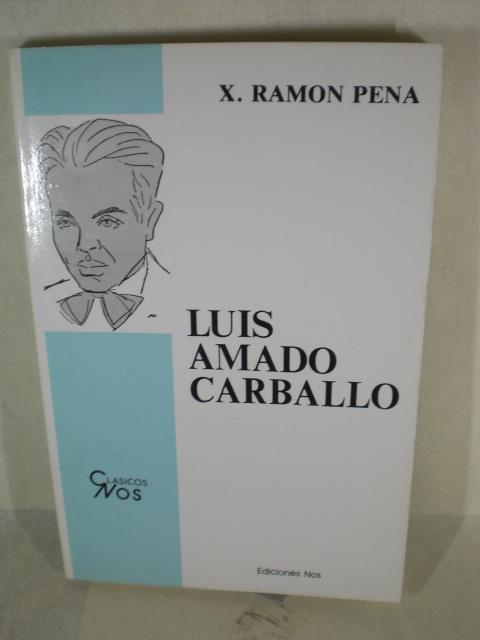 X. RAMON PENA
LUIS
AMADO
CARBALLO
CLASICOS
NOS
Ediciones Nos